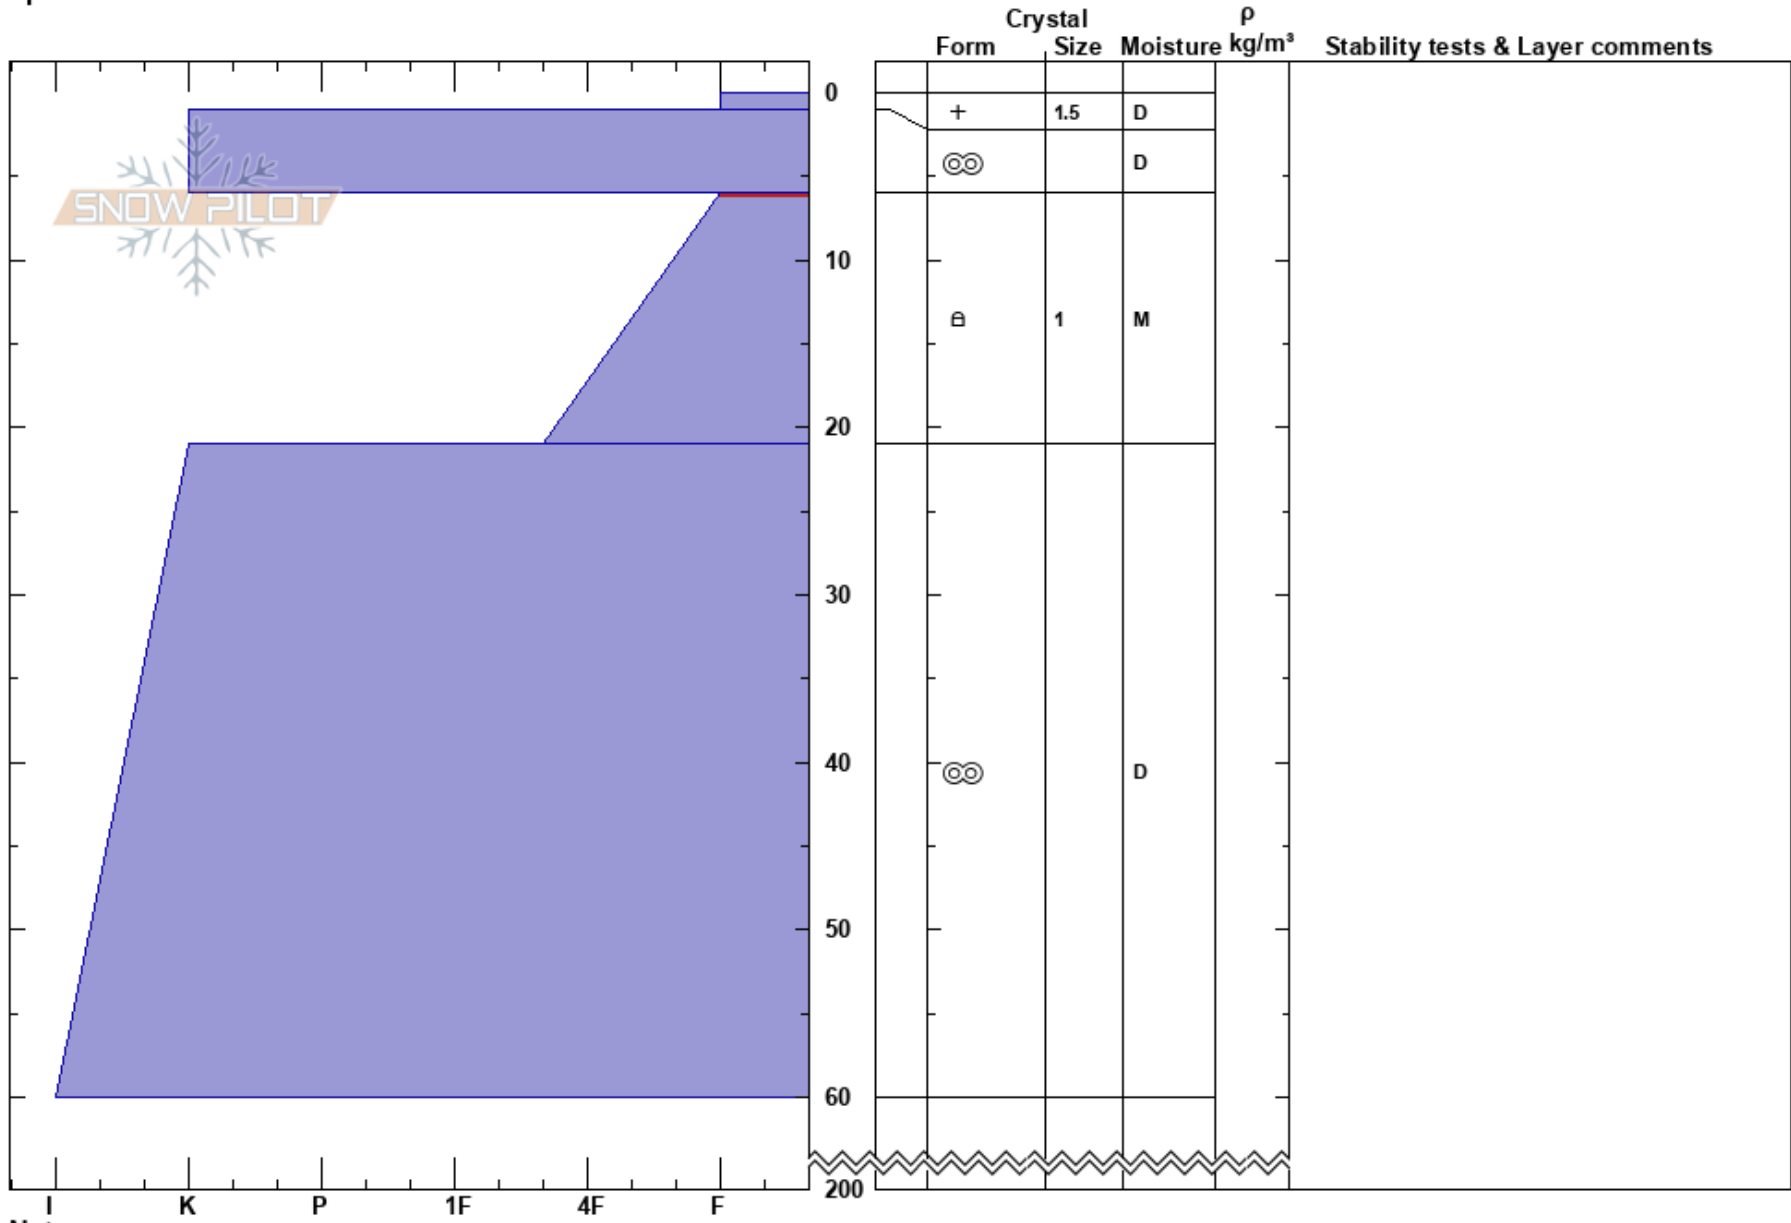 Crystal ρ
Form Size Moisture kg/m³ Stability tests & Layer comments
0
+ 1.5 D
D
SNOW PILOT
10
1 M
20
30
40
D
50
60
200
I K P 1F 4F F